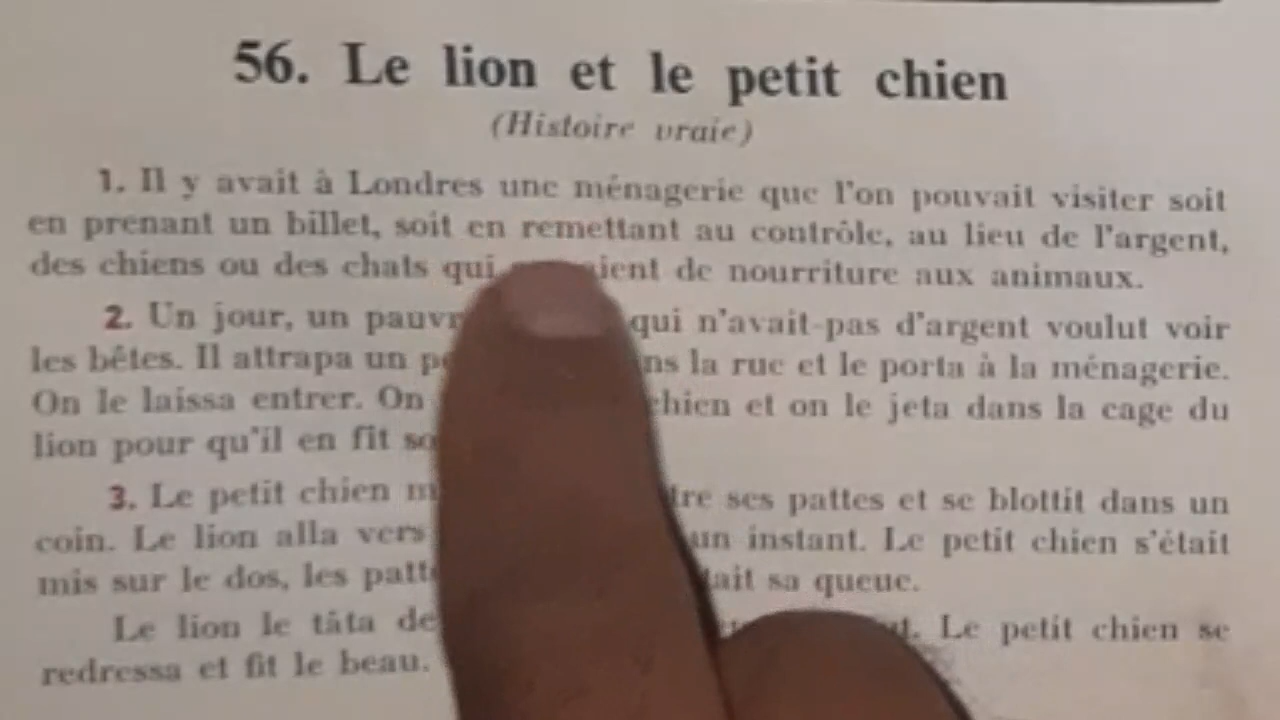 56. Le lion et le petit chien
(Histoire vraie)
1. Il y avait à Londres une ménagerie que l'on pouvait visiter soit
en prenant un billet, soit en remettant au contrôle, au lieu de l'argent,
des chiens ou des chats qui de nourriture aux animaux.
2. Un jour, un qui n'avait pas d'argent voulut voir
les bêtes. Il attrapa un la rue et le porta à la ménagerie.
On le laissa entrer. On chien et on le jeta dans la cage du
lion pour qu'il en fit
3. Le petit chien ses pattes et se blottit dans un
coin. Le lion alla vers un instant. Le petit chien s'était
mis sur le dos, les sa queue.
Le lion le tâta Le petit chien se
redressa et fit le beau.